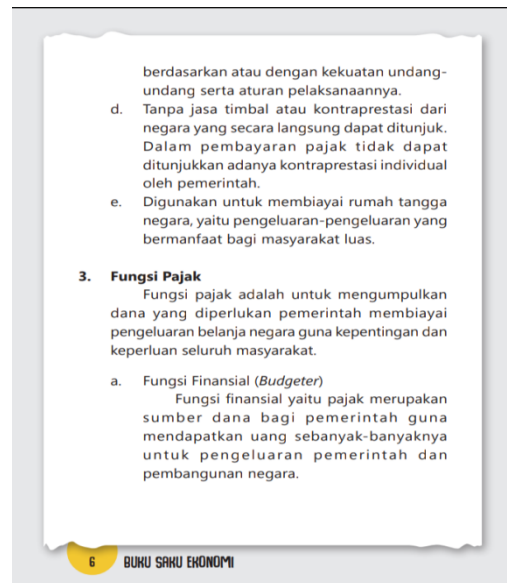 berdasarkan atau dengan kekuatan undang-
undang serta aturan pelaksanaannya.
d. Tanpa jasa timbal atau kontraprestasi dari
negara yang secara langsung dapat ditunjuk.
Dalam pembayaran pajak tidak dapat
ditunjukkan adanya kontraprestasi individual
oleh pemerintah.
e. Digunakan untuk membiayai rumah tangga
negara, yaitu pengeluaran-pengeluaran yang
bermanfaat bagi masyarakat luas.
3. Fungsi Pajak
Fungsi pajak adalah untuk mengumpulkan
dana yang diperlukan pemerintah membiayai
pengeluaran belanja negara guna kepentingan dan
keperluan seluruh masyarakat.
a. Fungsi Finansial (Budgeter)
Fungsi finansial yaitu pajak merupakan
sumber dana bagi pemerintah guna
mendapatkan uang sebanyak-banyaknya
untuk pengeluaran pemerintah dan
pembangunan negara.
6 BUKU SAKU EKONOMI